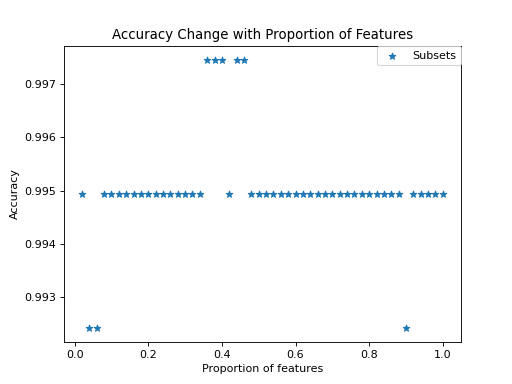 Accuracy Change with Proportion of Features
Subsets
Accuracy
0.997
0.996
0.995
0.994
0.993
0.0 0.2 0.4 0.6 0.8 1.0
Proportion of features